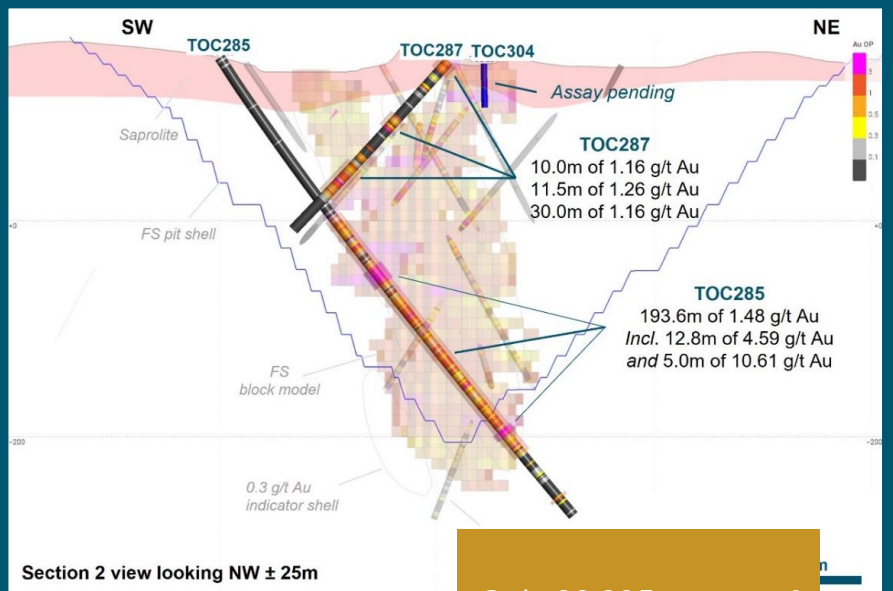 SW
NE
TOC285
TOC287
TOC304
Au OP
3
1
0.5
0.3
0.1
Assay pending
Saprolite
TOC287
10.0m of 1.16 g/t Au
11.5m of 1.26 g/t Au
30.0m of 1.16 g/t Au
+0
+0
FS pit shell
TOC285
193.6m of 1.48 g/t Au
Incl. 12.8m of 4.59 g/t Au
and 5.0m of 10.61 g/t Au
FS
block model
-200
-200
0.3 g/t Au
indicator shell
Section 2 view looking NW ± 25m